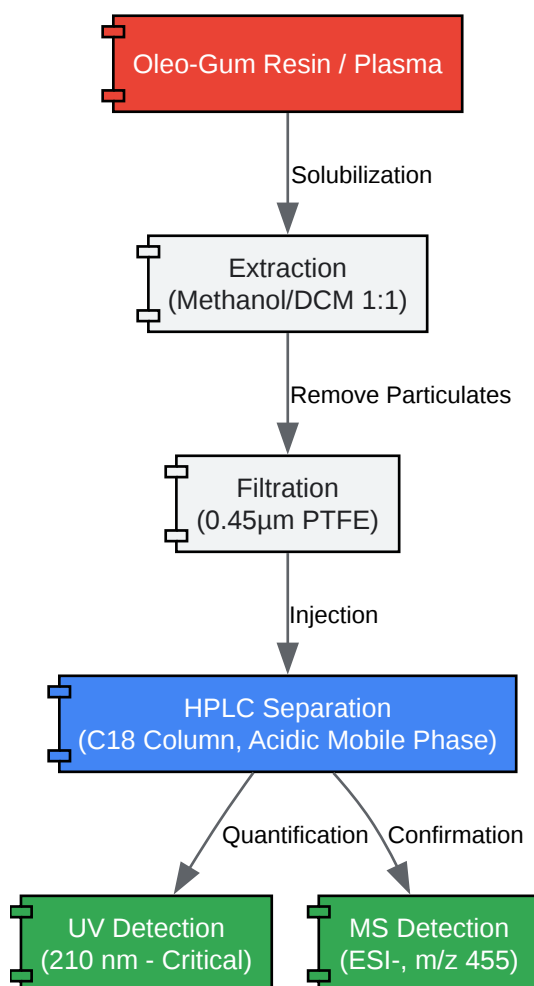 Oleo-Gum Resin / Plasma
Solubilization
Extraction
(Methanol/DCM 1:1)
Remove Particulates
Filtration
(0.45µm PTFE)
Injection
HPLC Separation
(C18 Column, Acidic Mobile Phase)
Quantification
Confirmation
UV Detection
(210 nm - Critical)
MS Detection
(ESI-, m/z 455)